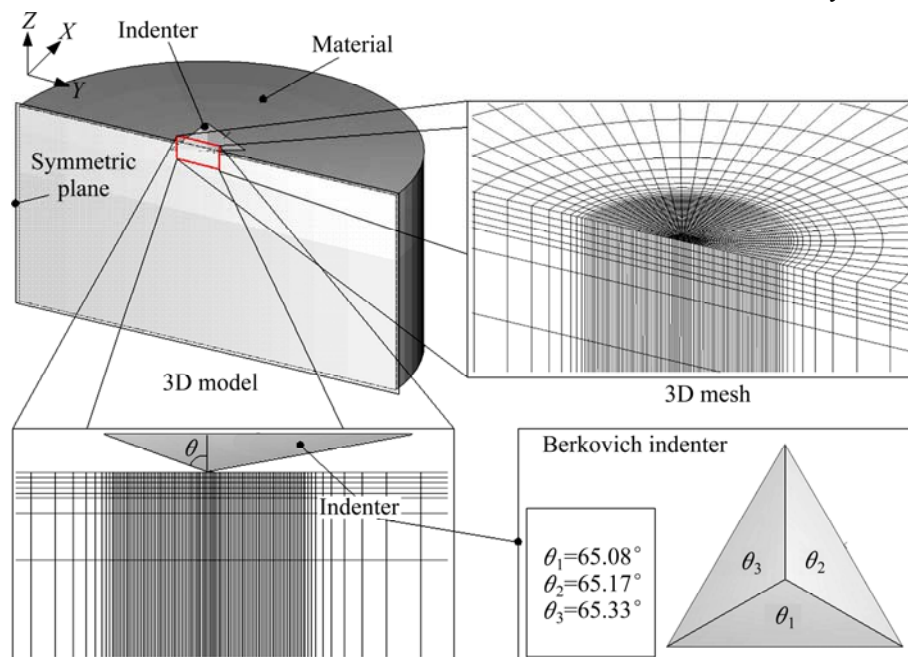 Z
X
Y
Indenter
Material
Symmetric
plane
3D model
3D mesh
θ
Indenter
Berkovich indenter
θ₁=65.08°
θ₂=65.17°
θ₃=65.33°
θ₃
θ₂
θ₁